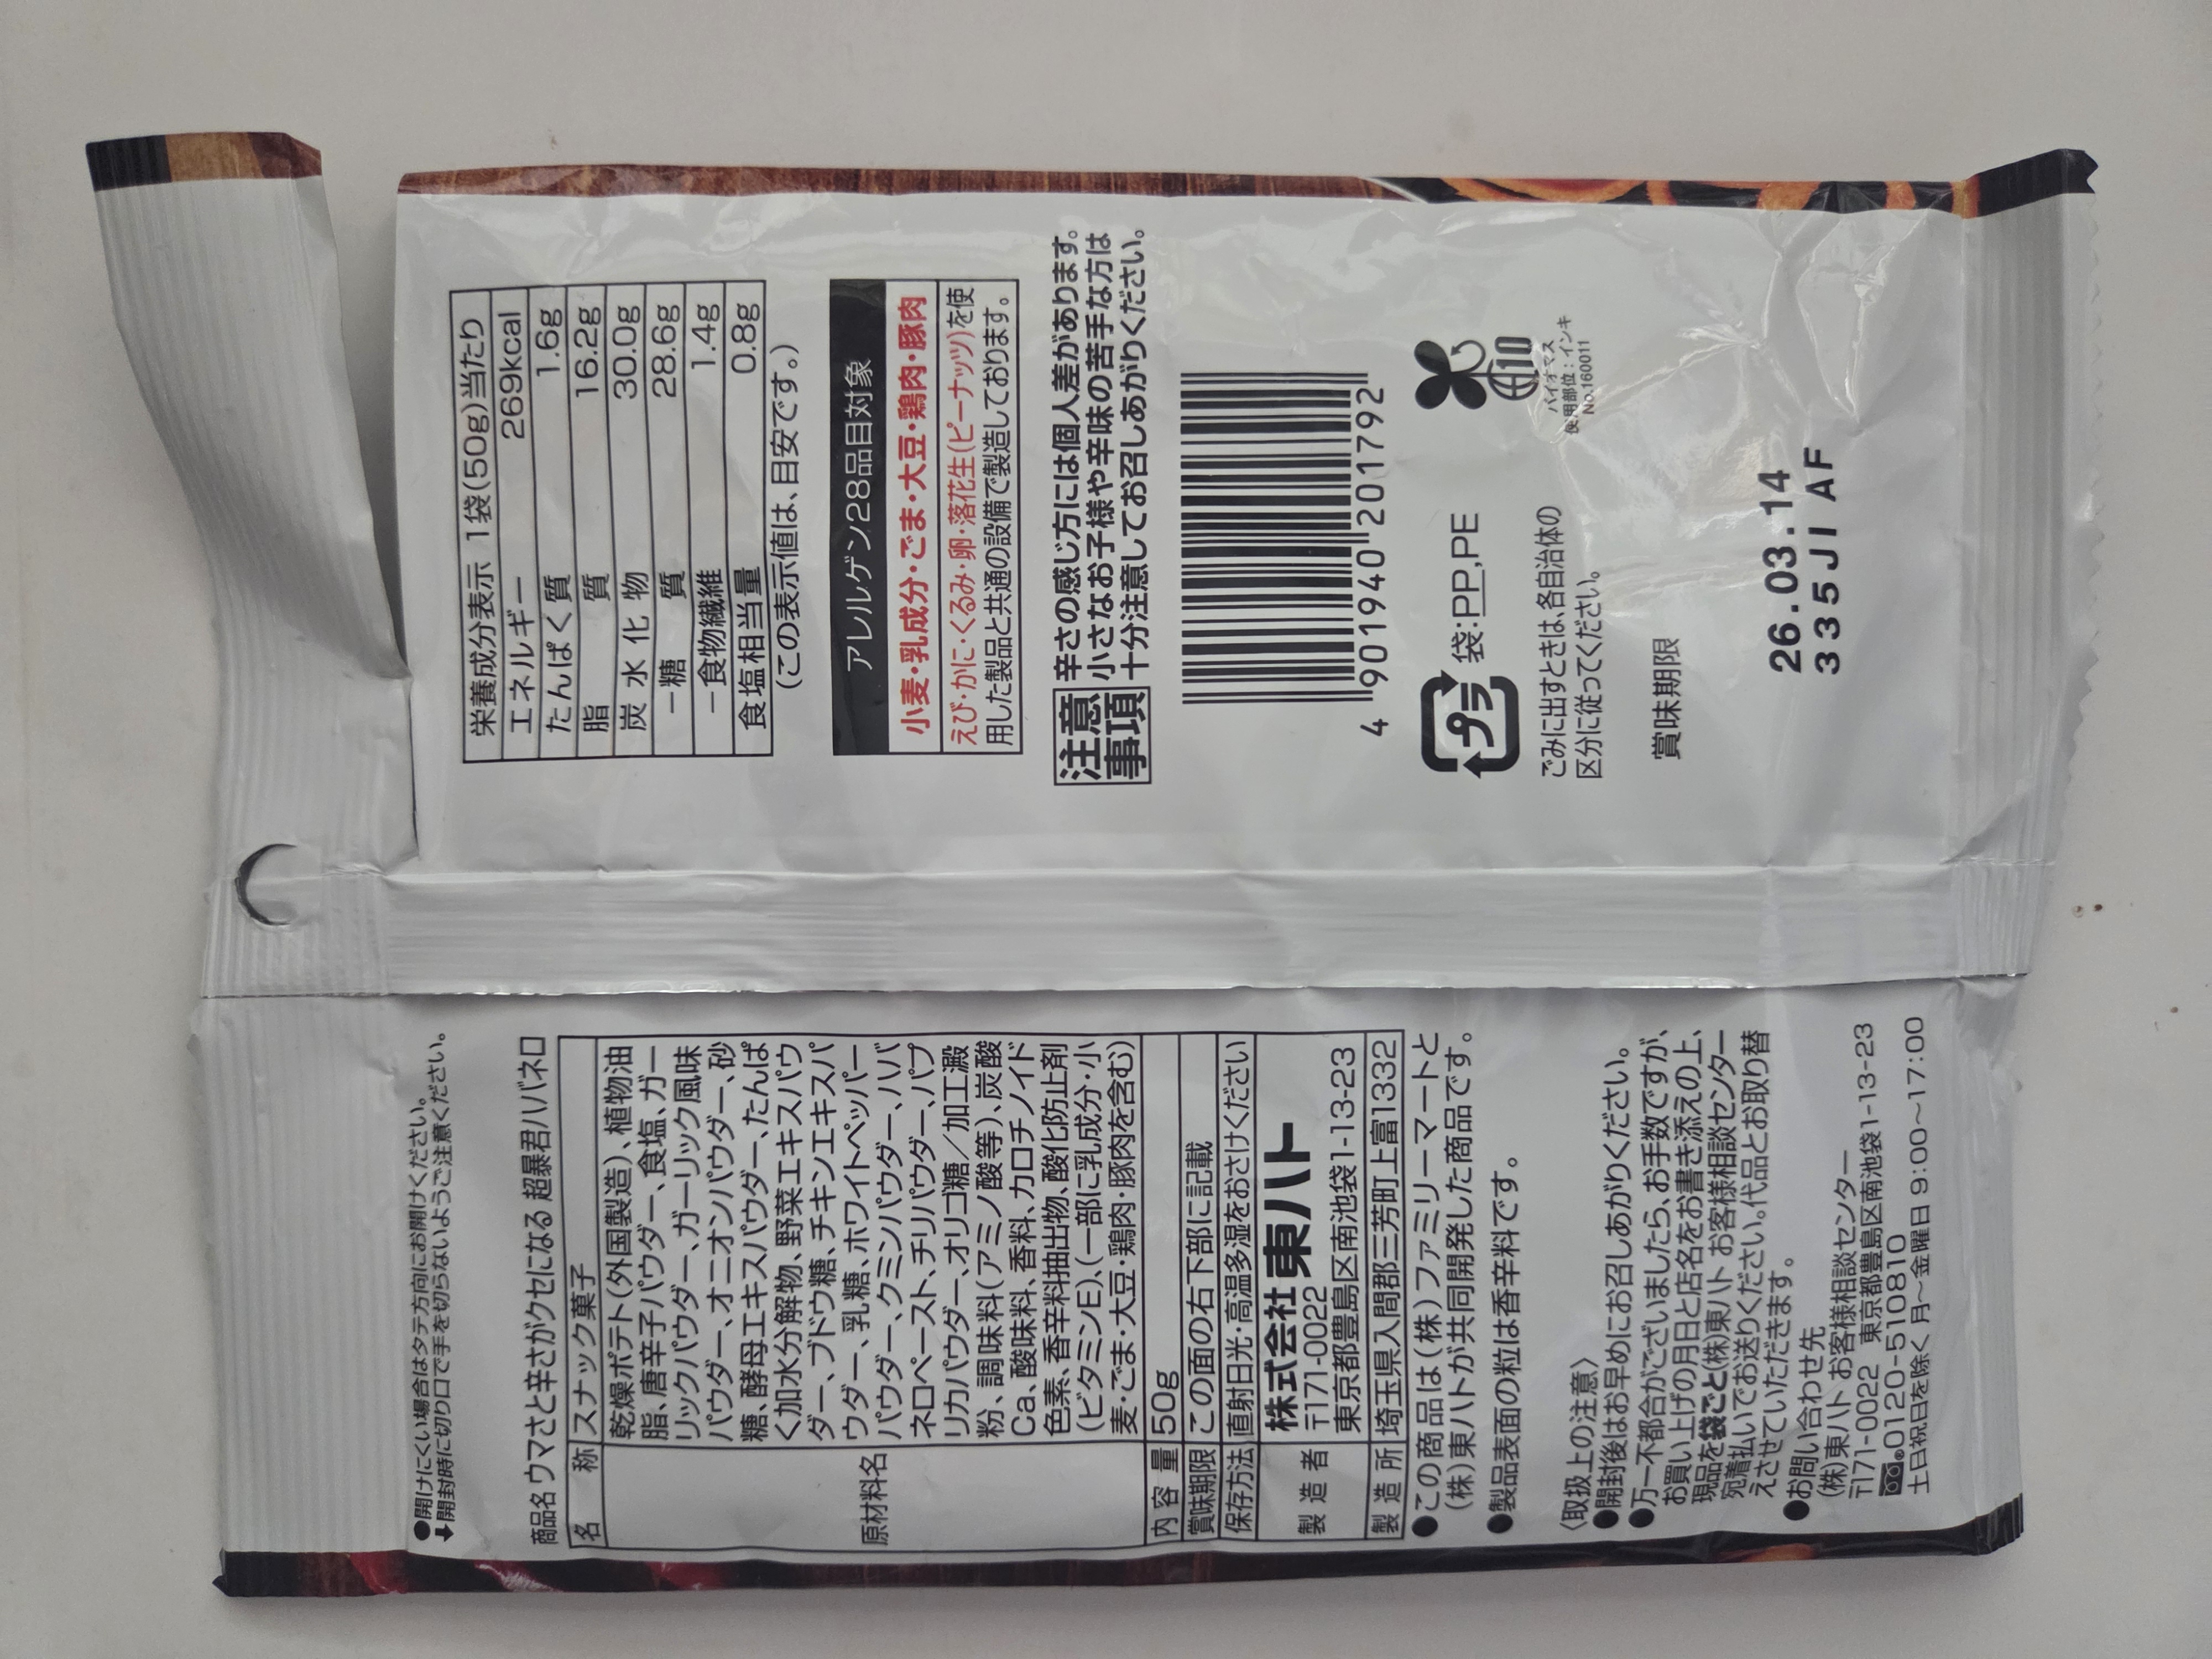 ●開けにくい場合はタテ方向にお開けください。
↓開封時に切り口で手を切らないようご注意ください。
商品名 ウマさと辛さがクセになる 超暴君ハバネロ
名称 スナック菓子
原材料名
乾燥ポテト(外国製造)、植物油
脂、唐辛子パウダー、食塩、ガー
リックパウダー、ガーリック風味
パウダー、オニオンパウダー、砂
糖、酵母エキスパウダー、たんぱ
く加水分解物、野菜エキスパウ
ダー、ブドウ糖、チキンエキスパ
ウダー、乳糖、ホワイトペッパー
パウダー、クミンパウダー、ハバ
ネロペースト、チリパウダー、パプ
リカパウダー、オリゴ糖/加工澱
粉、調味料(アミノ酸等)、炭酸
Ca、酸味料、香料、カロチノイド
色素、香辛料抽出物、酸化防止剤
(ビタミンE)、(一部に乳成分・小
麦・ごま・大豆・鶏肉・豚肉を含む)
内容量 50g
賞味期限 この面の右下部に記載
保存方法 直射日光・高温多湿をおさけください
製造者 株式会社東ハト
〒171-0022
東京都豊島区南池袋1-13-23
製造所 埼玉県入間郡三芳町上富1332
●この商品は(株)ファミリーマートと
(株)東ハトが共同開発した商品です。
●製品表面の粒は香辛料です。
〈取扱上の注意〉
●開封後はお早めにお召しあがりください。
●万一不都合がございましたら、お手数ですが、
お買い上げの月日と店名をお書き添えの上、
現品を袋ごと(株)東ハト お客様相談センター
宛着払いでお送りください。代品とお取り替
えさせていただきます。
●お問い合わせ先
(株)東ハト お客様相談センター
〒171-0022 東京都豊島区南池袋1-13-23
0120-510810
土日祝日を除く 月〜金曜日 9:00〜17:00
栄養成分表示 1袋(50g)当たり
エネルギー 269kcal
たんぱく質 1.6g
脂質 16.2g
炭水化物 30.0g
－糖質 28.6g
－食物繊維 1.4g
食塩相当量 0.8g
(この表示値は、目安です。)
アレルゲン28品目対象
小麦・乳成分・ごま・大豆・鶏肉・豚肉
えび・かに・くるみ・卵・落花生(ピーナッツ)を使
用した製品と共通の設備で製造しております。
注意事項
辛さの感じ方には個人差があります。
小さなお子様や辛味の苦手な方は
十分注意してお召しあがりください。
4 901940 201792
プラ 袋:PP,PE
10
バイオマス
使用部位:インキ
No.160011
ごみに出すときは、各自治体の
区分に従ってください。
賞味期限
26.03.14
335JI AF